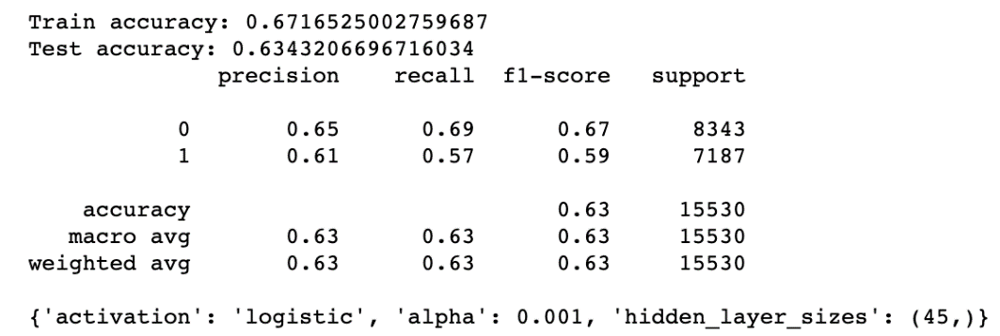 Train accuracy: 0.6716525002759687
Test accuracy: 0.6343206696716034
precision recall f1-score support
0 0.65 0.69 0.67 8343
1 0.61 0.57 0.59 7187
accuracy 0.63 15530
macro avg 0.63 0.63 0.63 15530
weighted avg 0.63 0.63 0.63 15530
{'activation': 'logistic', 'alpha': 0.001, 'hidden_layer_sizes': (45,)}